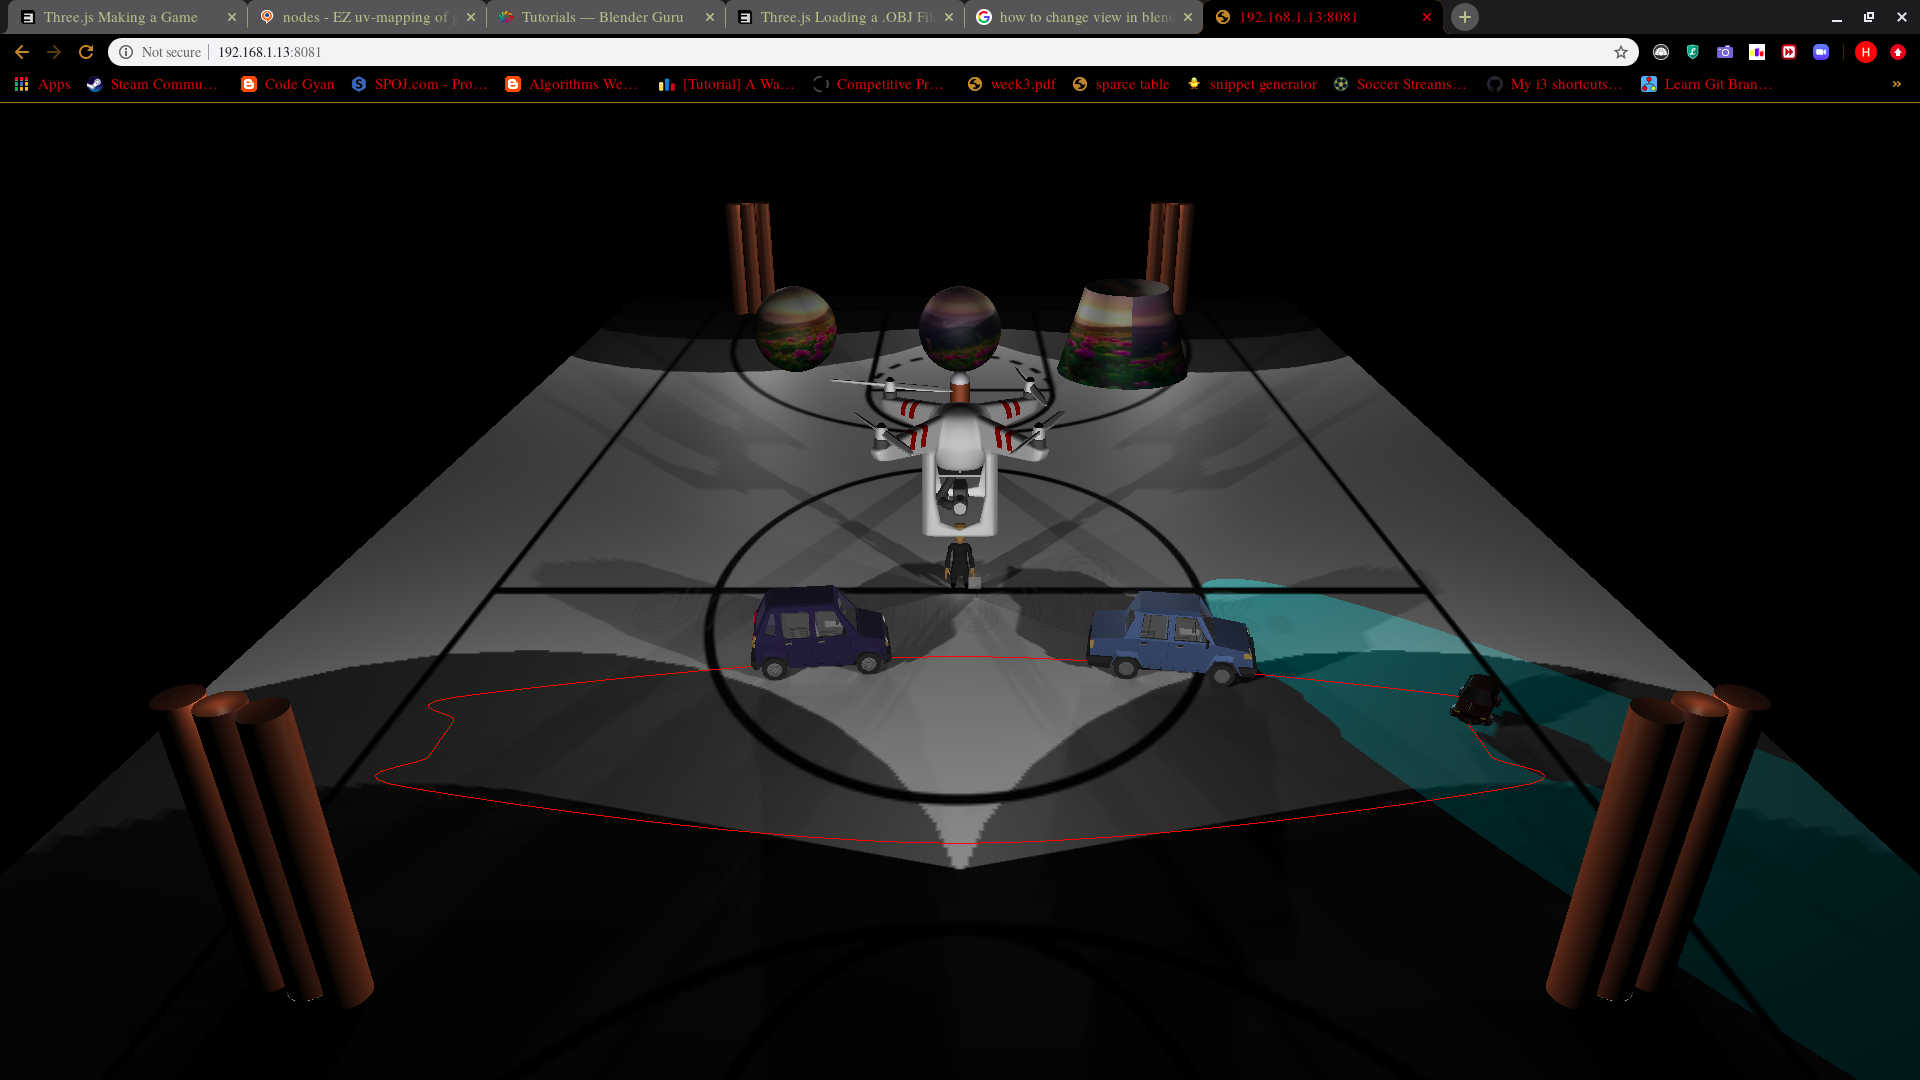 Three.js Making a Game
nodes - EZ uv-mapping of
Tutorials — Blender Guru
Three.js Loading a .OBJ Fi
how to change view in blen
192.168.1.13:8081
Not secure
192.168.1.13:8081
H
Apps
Steam Commu…
Code Gyan
SPOJ.com - Pro…
Algorithms We…
[Tutorial] A Wa…
Competitive Pr…
week3.pdf
sparce table
snippet generator
Soccer Streams…
My i3 shortcuts…
Learn Git Bran…
»